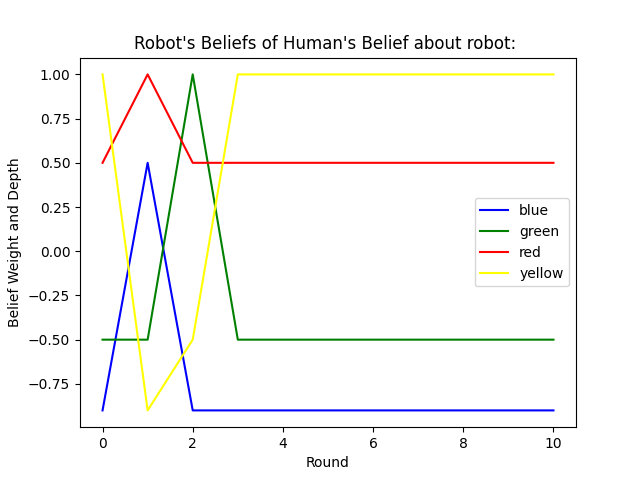 Robot's Beliefs of Human's Belief about robot:
Belief Weight and Depth
1.00
0.75
0.50
0.25
0.00
−0.25
−0.50
−0.75
blue
green
red
yellow
0 2 4 6 8 10
Round